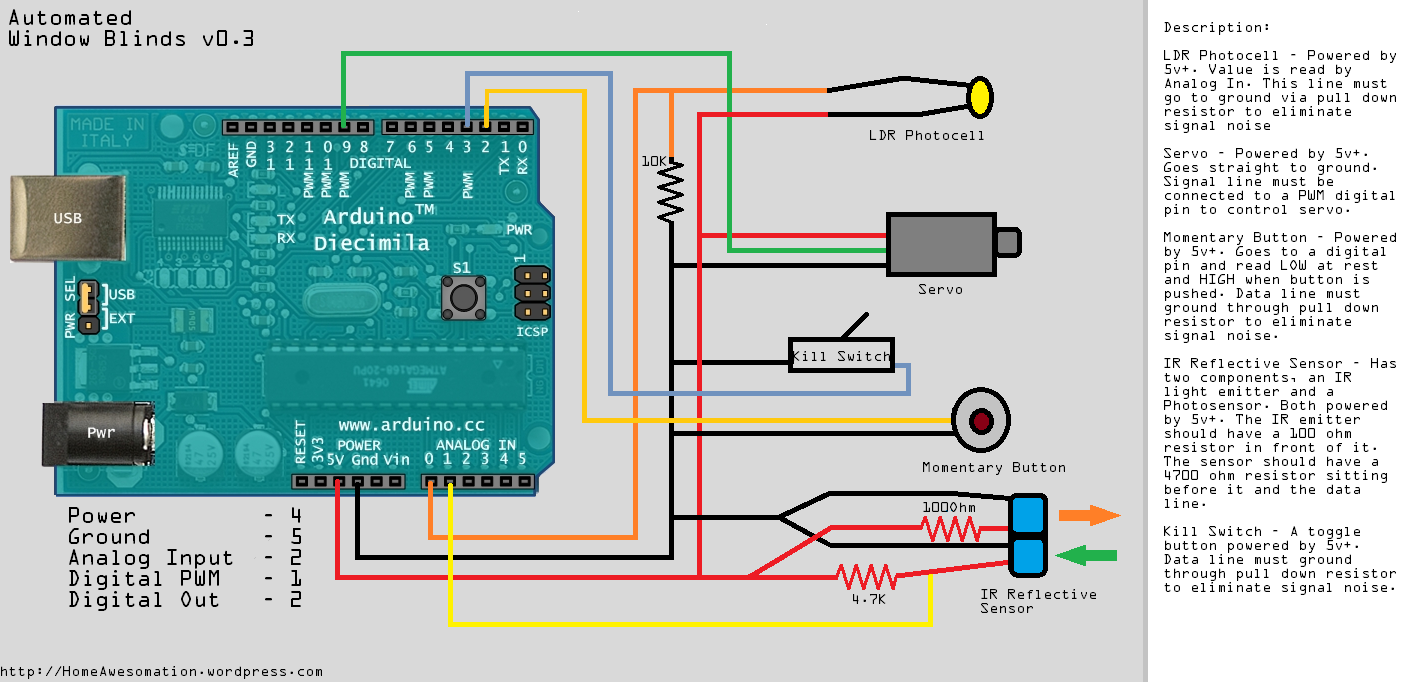 Automated
Window Blinds v0.3
MADE IN
ITALY
AREF
GND
13
12
PWM 11
PWM 10
PWM 9
8
7
PWM 6
PWM 5
4
PWM 3
2
TX 1
RX 0
DIGITAL
USB
TX
RX
Arduino™
Diecimila
PWR
S1
1
ICSP
PWR SEL
USB
EXT
Pwr
www.arduino.cc
POWER
ANALOG IN
RESET
3V3
5V Gnd Vin
0 1 2 3 4 5
LDR Photocell
10K
Servo
Kill Switch
Momentary Button
100Ohm
4.7K
IR Reflective
Sensor
Power - 4
Ground - 5
Analog Input - 2
Digital PWM - 1
Digital Out - 2
http://HomeAwesomation.wordpress.com
Description:
LDR Photocell - Powered by
5v+. Value is read by
Analog In. This line must
go to ground via pull down
resistor to eliminate
signal noise
Servo - Powered by 5v+.
Goes straight to ground.
Signal line must be
connected to a PWM digital
pin to control servo.
Momentary Button - Powered
by 5v+. Goes to a digital
pin and read LOW at rest
and HIGH when button is
pushed. Data line must
ground through pull down
resistor to eliminate
signal noise.
IR Reflective Sensor - Has
two components, an IR
light emitter and a
Photosensor. Both powered
by 5v+. The IR emitter
should have a 100 ohm
resistor in front of it.
The sensor should have a
4700 ohm resistor sitting
before it and the data
line.
Kill Switch - A toggle
button powered by 5v+.
Data line must ground
through pull down resistor
to eliminate signal noise.